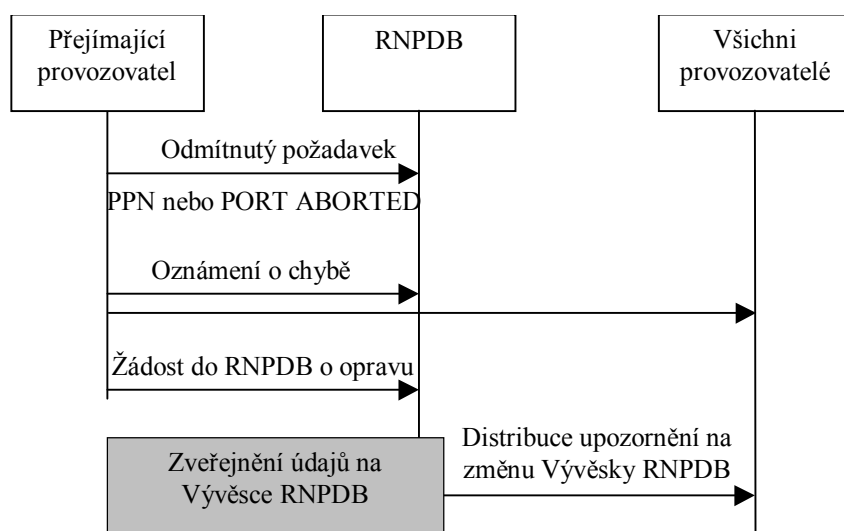 Přejímající
provozovatel
RNPDB
Všichni
provozovatelé
Odmítnutý požadavek
PPN nebo PORT ABORTED
Oznámení o chybě
Žádost do RNPDB o opravu
Zveřejnění údajů na
Vývěsce RNPDB
Distribuce upozornění na
změnu Vývěsky RNPDB